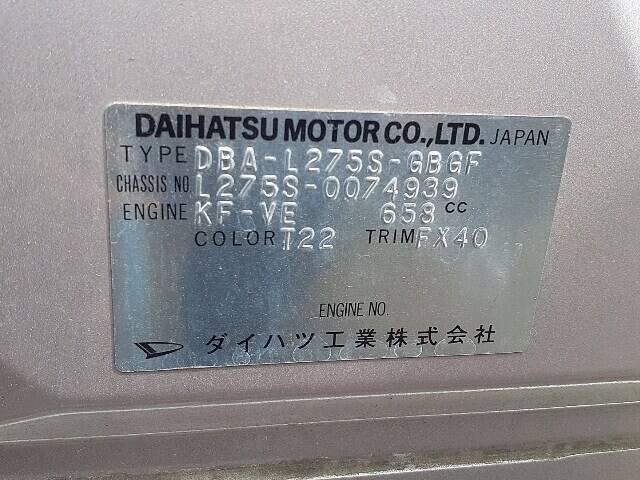 DAIHATSU MOTOR CO.,LTD. JAPAN
TYPE DBA-L275S-GBGF
CHASSIS NO. L275S-0074939
ENGINE KF-VE 658 CC
COLOR T22 TRIM FX40
ENGINE NO.
ダイハツ工業株式会社